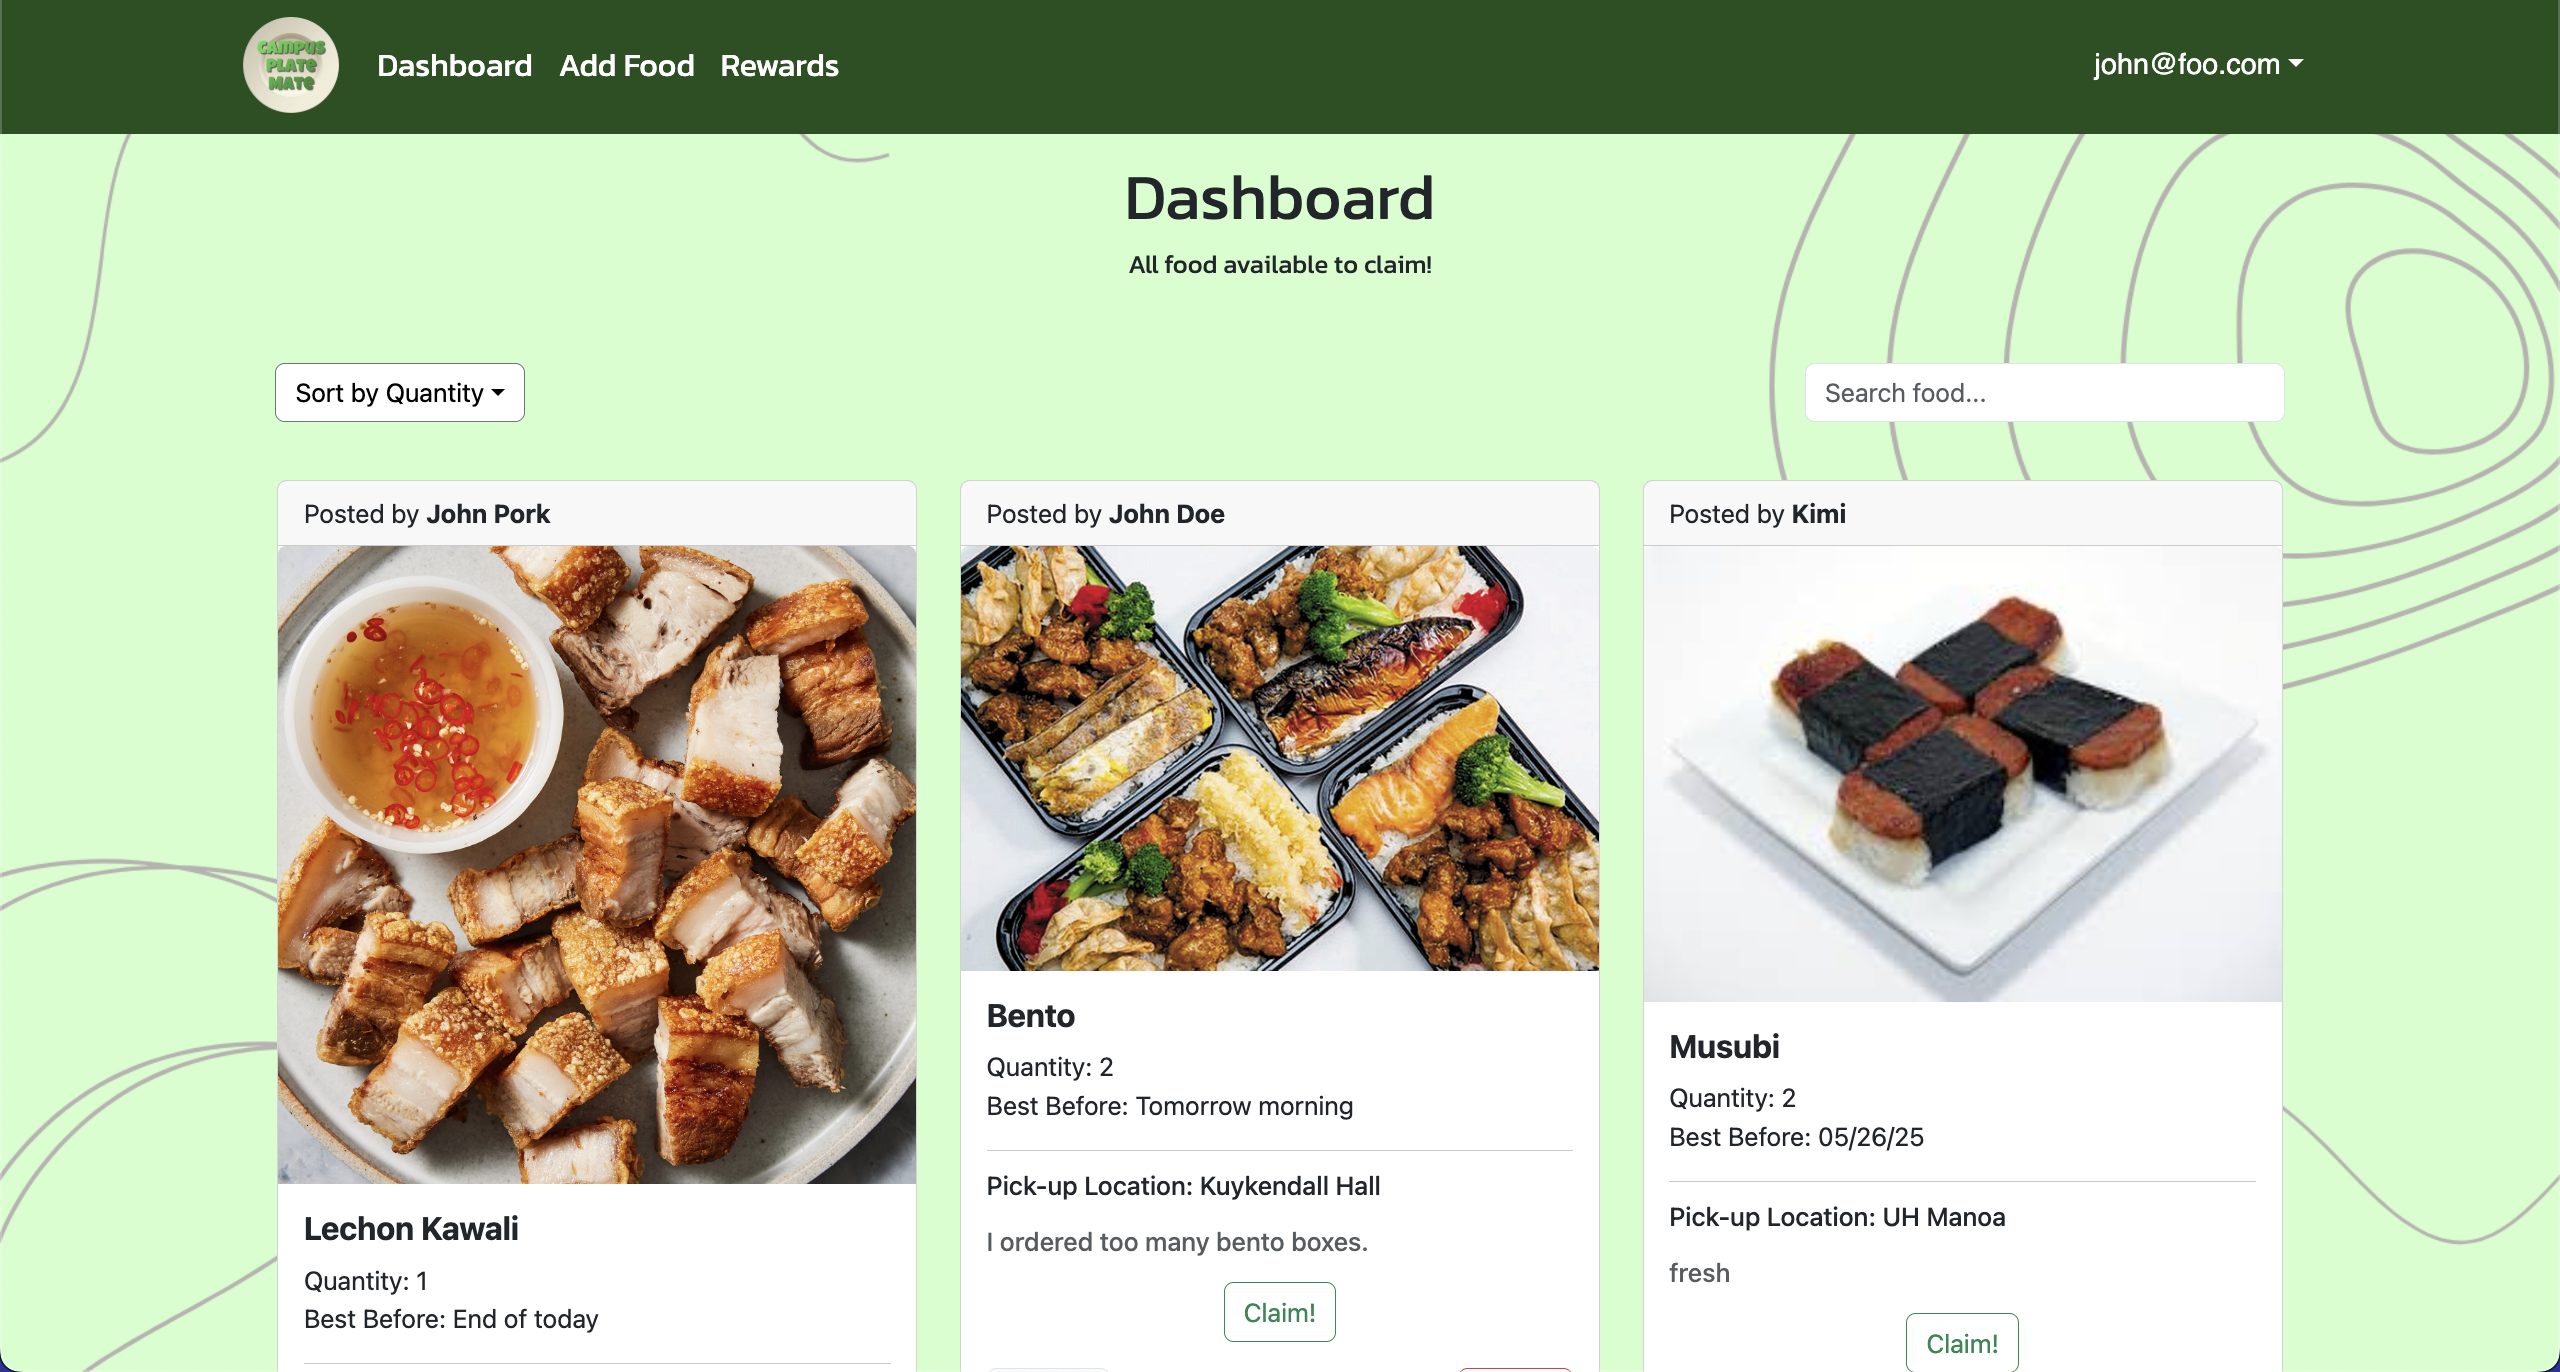 CAMPUS
PLATE
MATE
Dashboard Add Food Rewards
john@foo.com
Dashboard
All food available to claim!
Sort by Quantity
Search food...
Posted by John Pork
Lechon Kawali
Quantity: 1
Best Before: End of today
Posted by John Doe
Bento
Quantity: 2
Best Before: Tomorrow morning
Pick-up Location: Kuykendall Hall
I ordered too many bento boxes.
Claim!
Posted by Kimi
Musubi
Quantity: 2
Best Before: 05/26/25
Pick-up Location: UH Manoa
fresh
Claim!